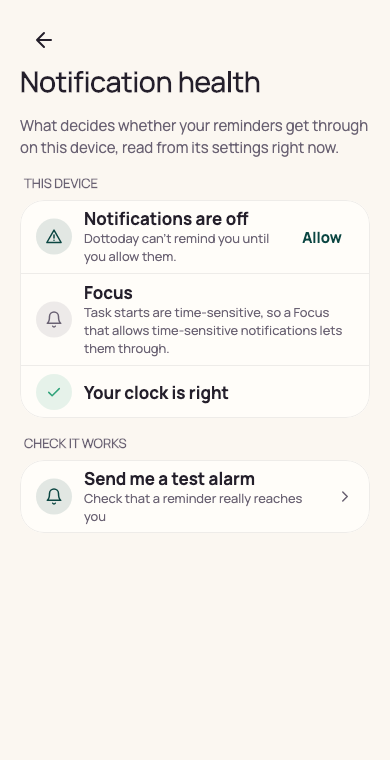 Notification health
What decides whether your reminders get through
on this device, read from its settings right now.
THIS DEVICE
Notifications are off
Dottoday can't remind you until
you allow them.
Allow
Focus
Task starts are time-sensitive, so a Focus
that allows time-sensitive notifications lets
them through.
Your clock is right
CHECK IT WORKS
Send me a test alarm
Check that a reminder really reaches
you